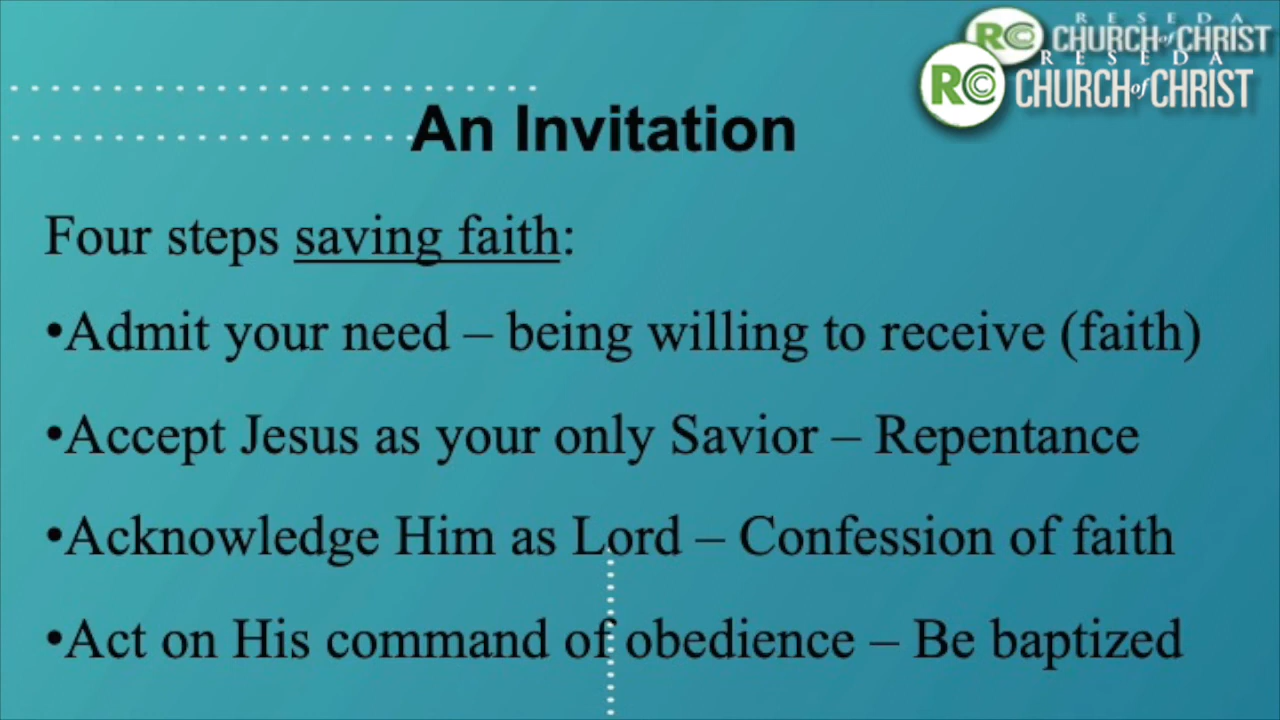 RESEDA
RC CHURCH of CHRIST
RESEDA
RCC CHURCH of CHRIST
An Invitation
Four steps saving faith:
•Admit your need – being willing to receive (faith)
•Accept Jesus as your only Savior – Repentance
•Acknowledge Him as Lord – Confession of faith
•Act on His command of obedience – Be baptized